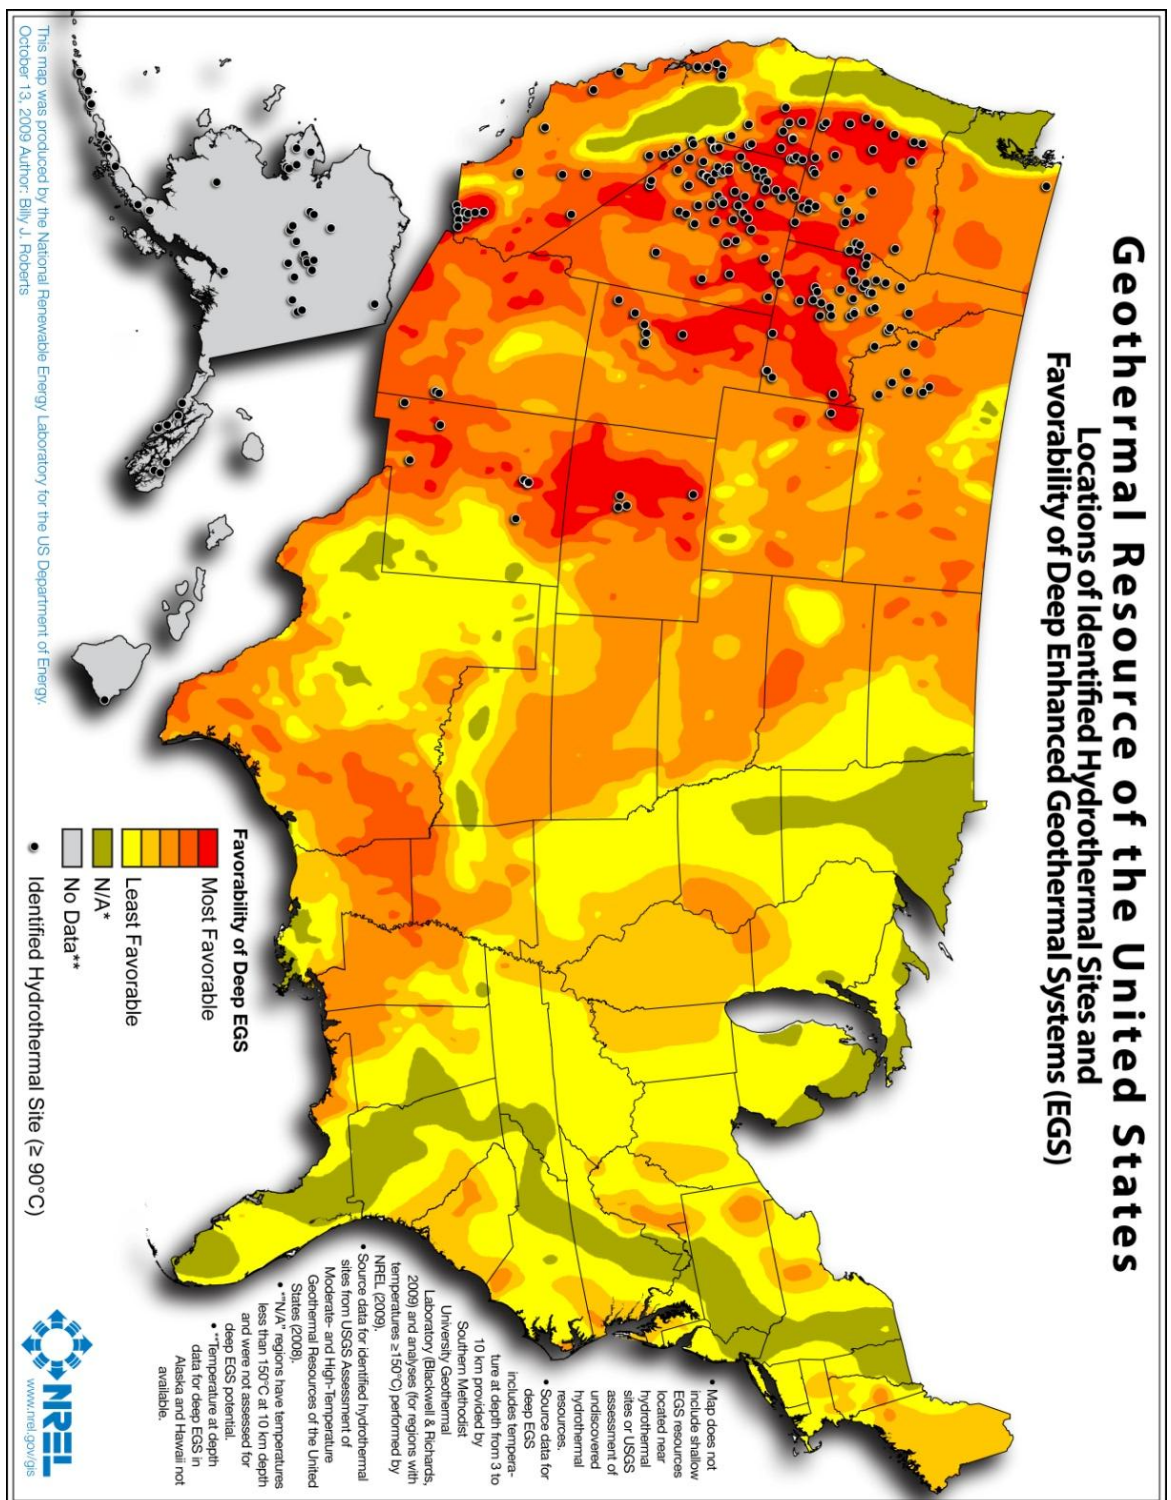 Geothermal Resource of the United States
Locations of Identified Hydrothermal Sites and
Favorability of Deep Enhanced Geothermal Systems (EGS)
Favorability of Deep EGS
Most Favorable
Least Favorable
N/A*
No Data**
Identified Hydrothermal Site (≥ 90°C)
• Map does not
include shallow
EGS resources
located near
hydrothermal
sites or USGS
assessment of
undiscovered
hydrothermal
resources.
• Source data for
deep EGS
includes tempera-
ture at depth from 3 to
10 km provided by
Southern Methodist
University Geothermal
Laboratory (Blackwell & Richards,
2009) and analyses (for regions with
temperatures ≥150°C) performed by
NREL (2009).
• Source data for identified hydrothermal
sites from USGS Assessment of
Moderate- and High-Temperature
Geothermal Resources of the United
States (2008).
• *"N/A" regions have temperatures
less than 150°C at 10 km depth
and were not assessed for
deep EGS potential.
• **Temperature at depth
data for deep EGS in
Alaska and Hawaii not
available.
This map was produced by the National Renewable Energy Laboratory for the US Department of Energy.
October 13, 2009 Author: Billy J. Roberts
NREL
www.nrel.gov/gis